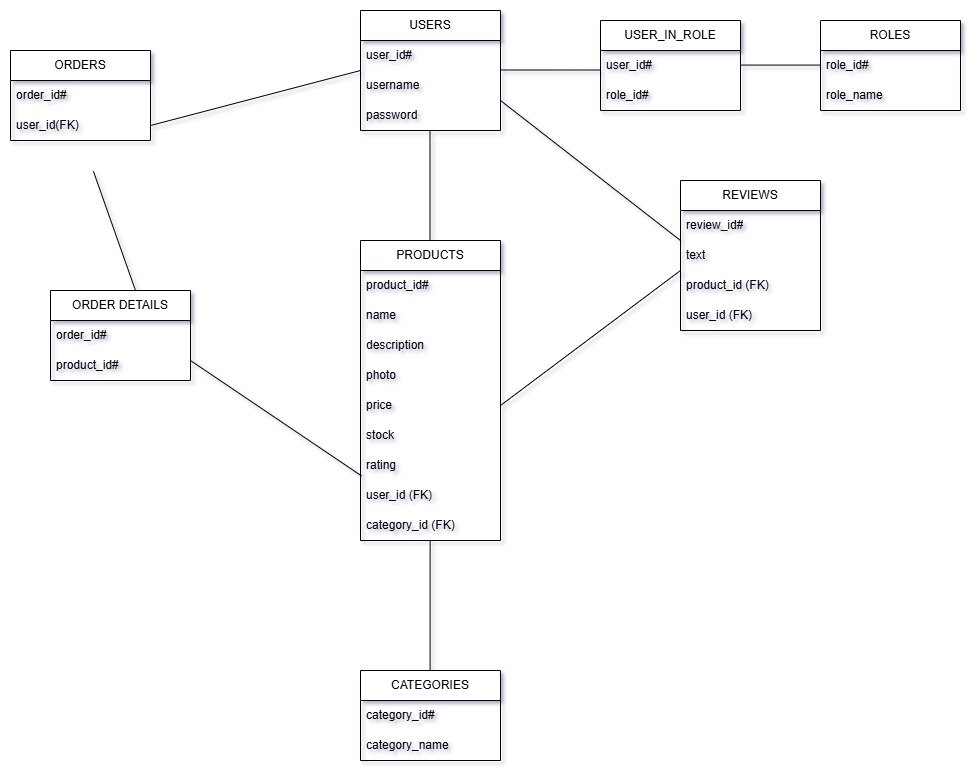 USERS
user_id#
username
password
USER_IN_ROLE
user_id#
role_id#
ROLES
role_id#
role_name
ORDERS
order_id#
user_id(FK)
REVIEWS
review_id#
text
product_id (FK)
user_id (FK)
PRODUCTS
product_id#
name
description
photo
price
stock
rating
user_id (FK)
category_id (FK)
ORDER DETAILS
order_id#
product_id#
CATEGORIES
category_id#
category_name